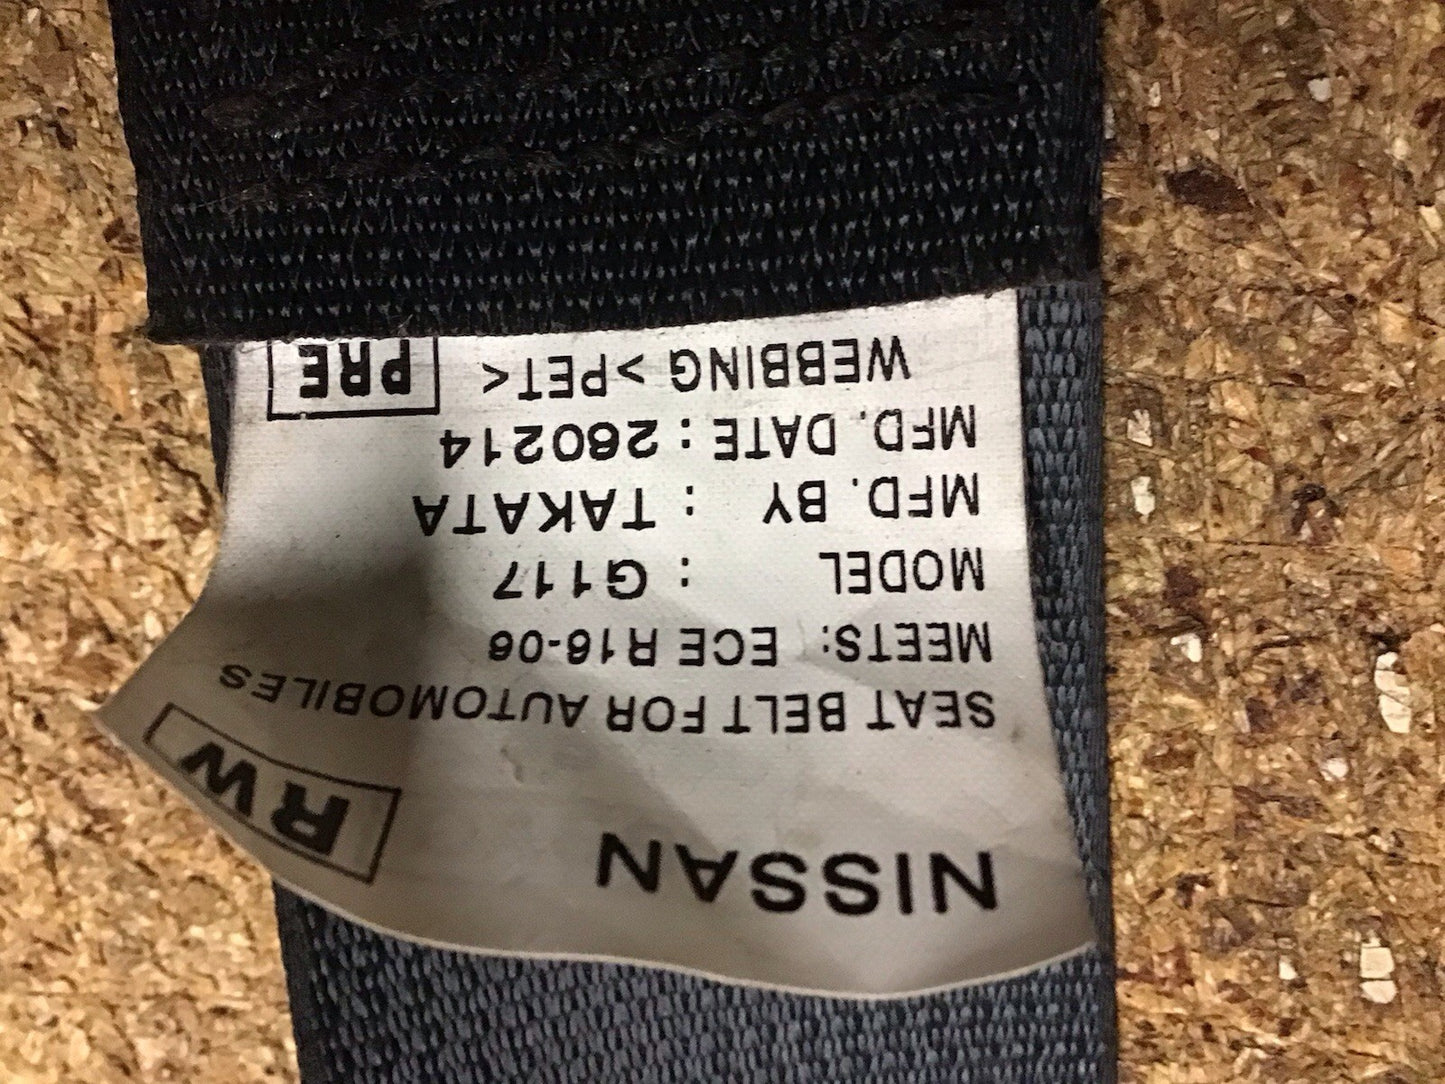 NISSAN
RW
SEAT BELT FOR AUTOMOBILES
MEETS: ECE R16-06
MODEL : G117
MFD. BY : TAKATA
MFD. DATE : 260214
WEBBING >PET<
PRE